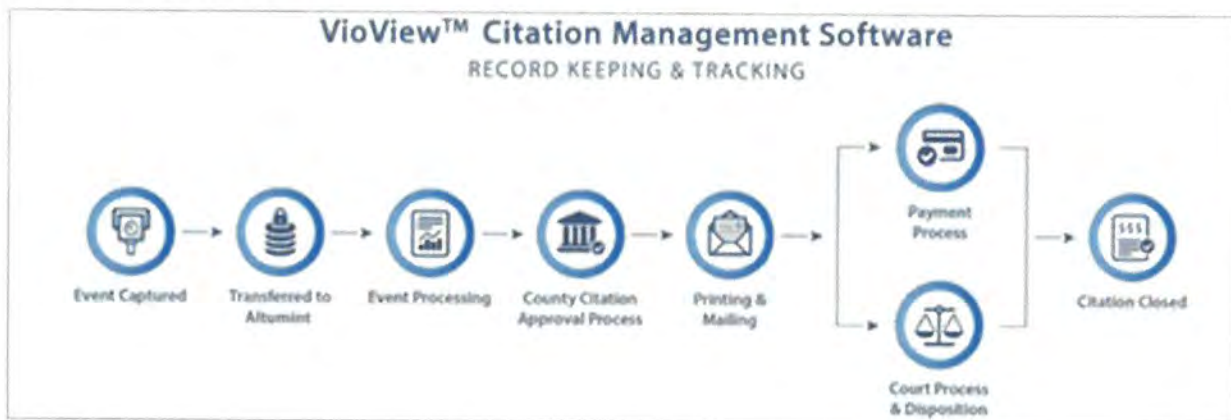 VioView™ Citation Management Software
RECORD KEEPING & TRACKING
Event Captured
Transferred to
Altumint
Event Processing
County Citation
Approval Process
Printing &
Mailing
Payment
Process
Court Process
& Disposition
$$$
Citation Closed